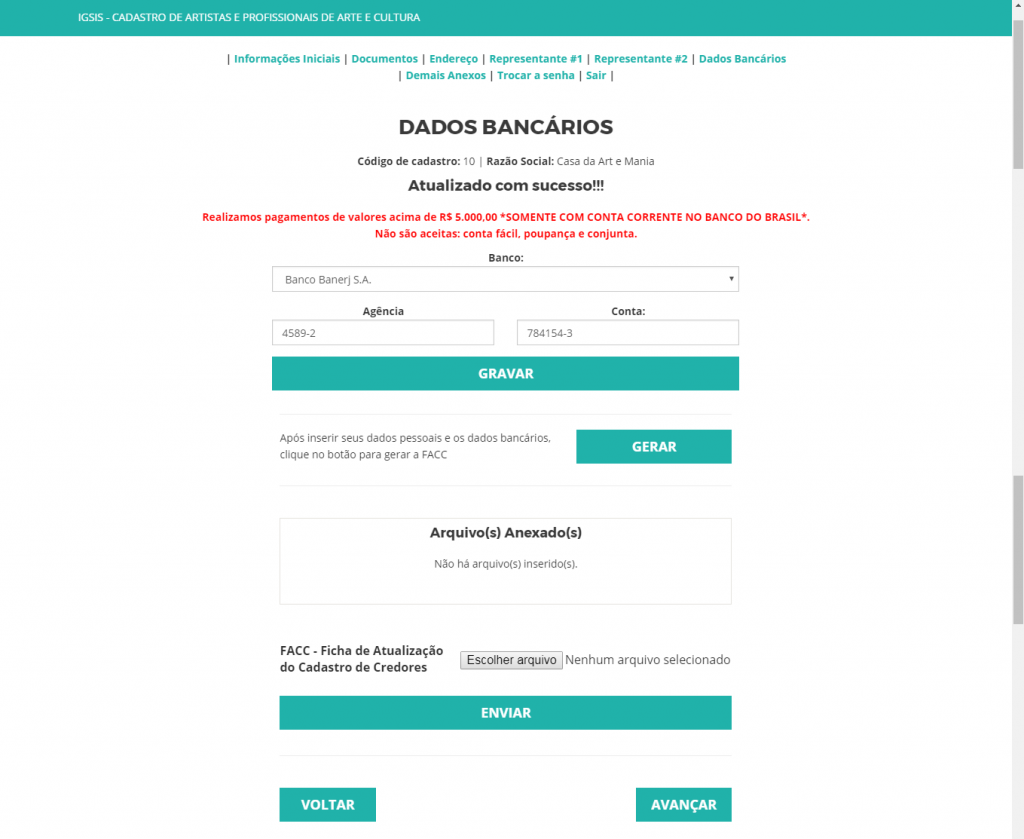 IGSIS - CADASTRO DE ARTISTAS E PROFISSIONAIS DE ARTE E CULTURA
| Informações Iniciais | Documentos | Endereço | Representante #1 | Representante #2 | Dados Bancários
| Demais Anexos | Trocar a senha | Sair |
DADOS BANCÁRIOS
Código de cadastro: 10 | Razão Social: Casa da Art e Mania
Atualizado com sucesso!!!
Realizamos pagamentos de valores acima de R$ 5.000,00 *SOMENTE COM CONTA CORRENTE NO BANCO DO BRASIL*.
Não são aceitas: conta fácil, poupança e conjunta.
Banco:
Banco Banerj S.A.
Agência Conta:
4589-2 784154-3
GRAVAR
Após inserir seus dados pessoais e os dados bancários,
clique no botão para gerar a FACC
GERAR
Arquivo(s) Anexado(s)
Não há arquivo(s) inserido(s).
FACC - Ficha de Atualização
do Cadastro de Credores
Escolher arquivo Nenhum arquivo selecionado
ENVIAR
VOLTAR AVANÇAR